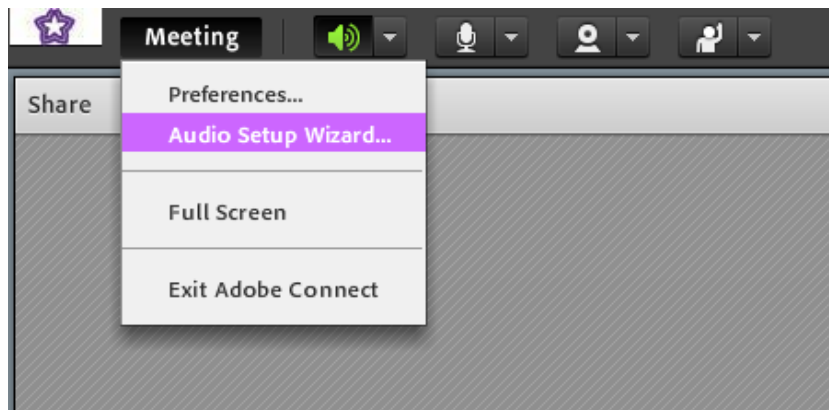 Meeting
Share
Preferences...
Audio Setup Wizard...
Full Screen
Exit Adobe Connect